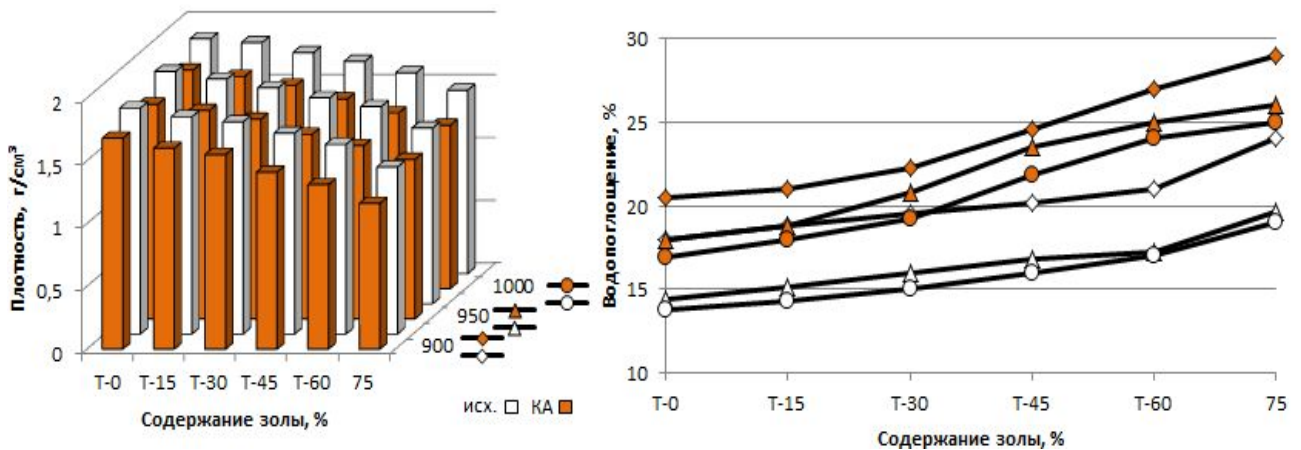 Плотность, г/см³
2
1,5
1
0,5
0
Т-0 Т-15 Т-30 Т-45 Т-60 75
Содержание золы, %
1000
950
900
исх. КА
Водопоглощение, %
30
25
20
15
10
Т-0 Т-15 Т-30 Т-45 Т-60 75
Содержание золы, %